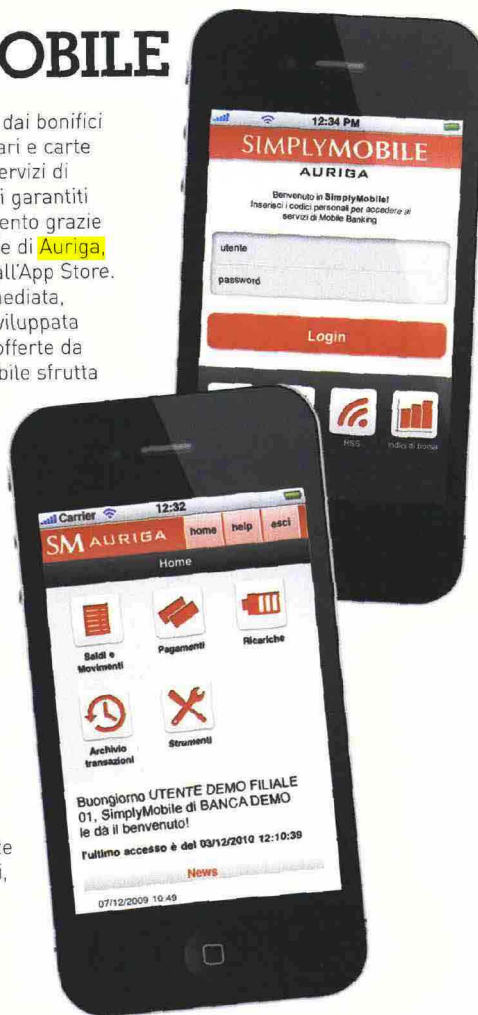 OBILE
dai bonifici
ari e carte
ervizi di
i garantiti
ento grazie
e di Auriga,
all'App Store.
nediata,
viluppata
offerte da
bile sfrutta
12:34 PM
SIMPLYMOBILE
AURIGA
Benvenuto in SimplyMobile!
Inserisci i codici personali per accedere ai
servizi di Mobile Banking
utente
password
Login
RSS
Indici di borsa
Carrier
12:32
SM AURIGA
home
help
esci
Home
Saldi e
Movimenti
Pagamenti
Ricariche
Archivio
transazioni
Strumenti
Buongiorno UTENTE DEMO FILIALE
01, SimplyMobile di BANCA DEMO
le dà il benvenuto!
l'ultimo accesso è del 03/12/2010 12:10:39
News
07/12/2009 10:49
te
i,